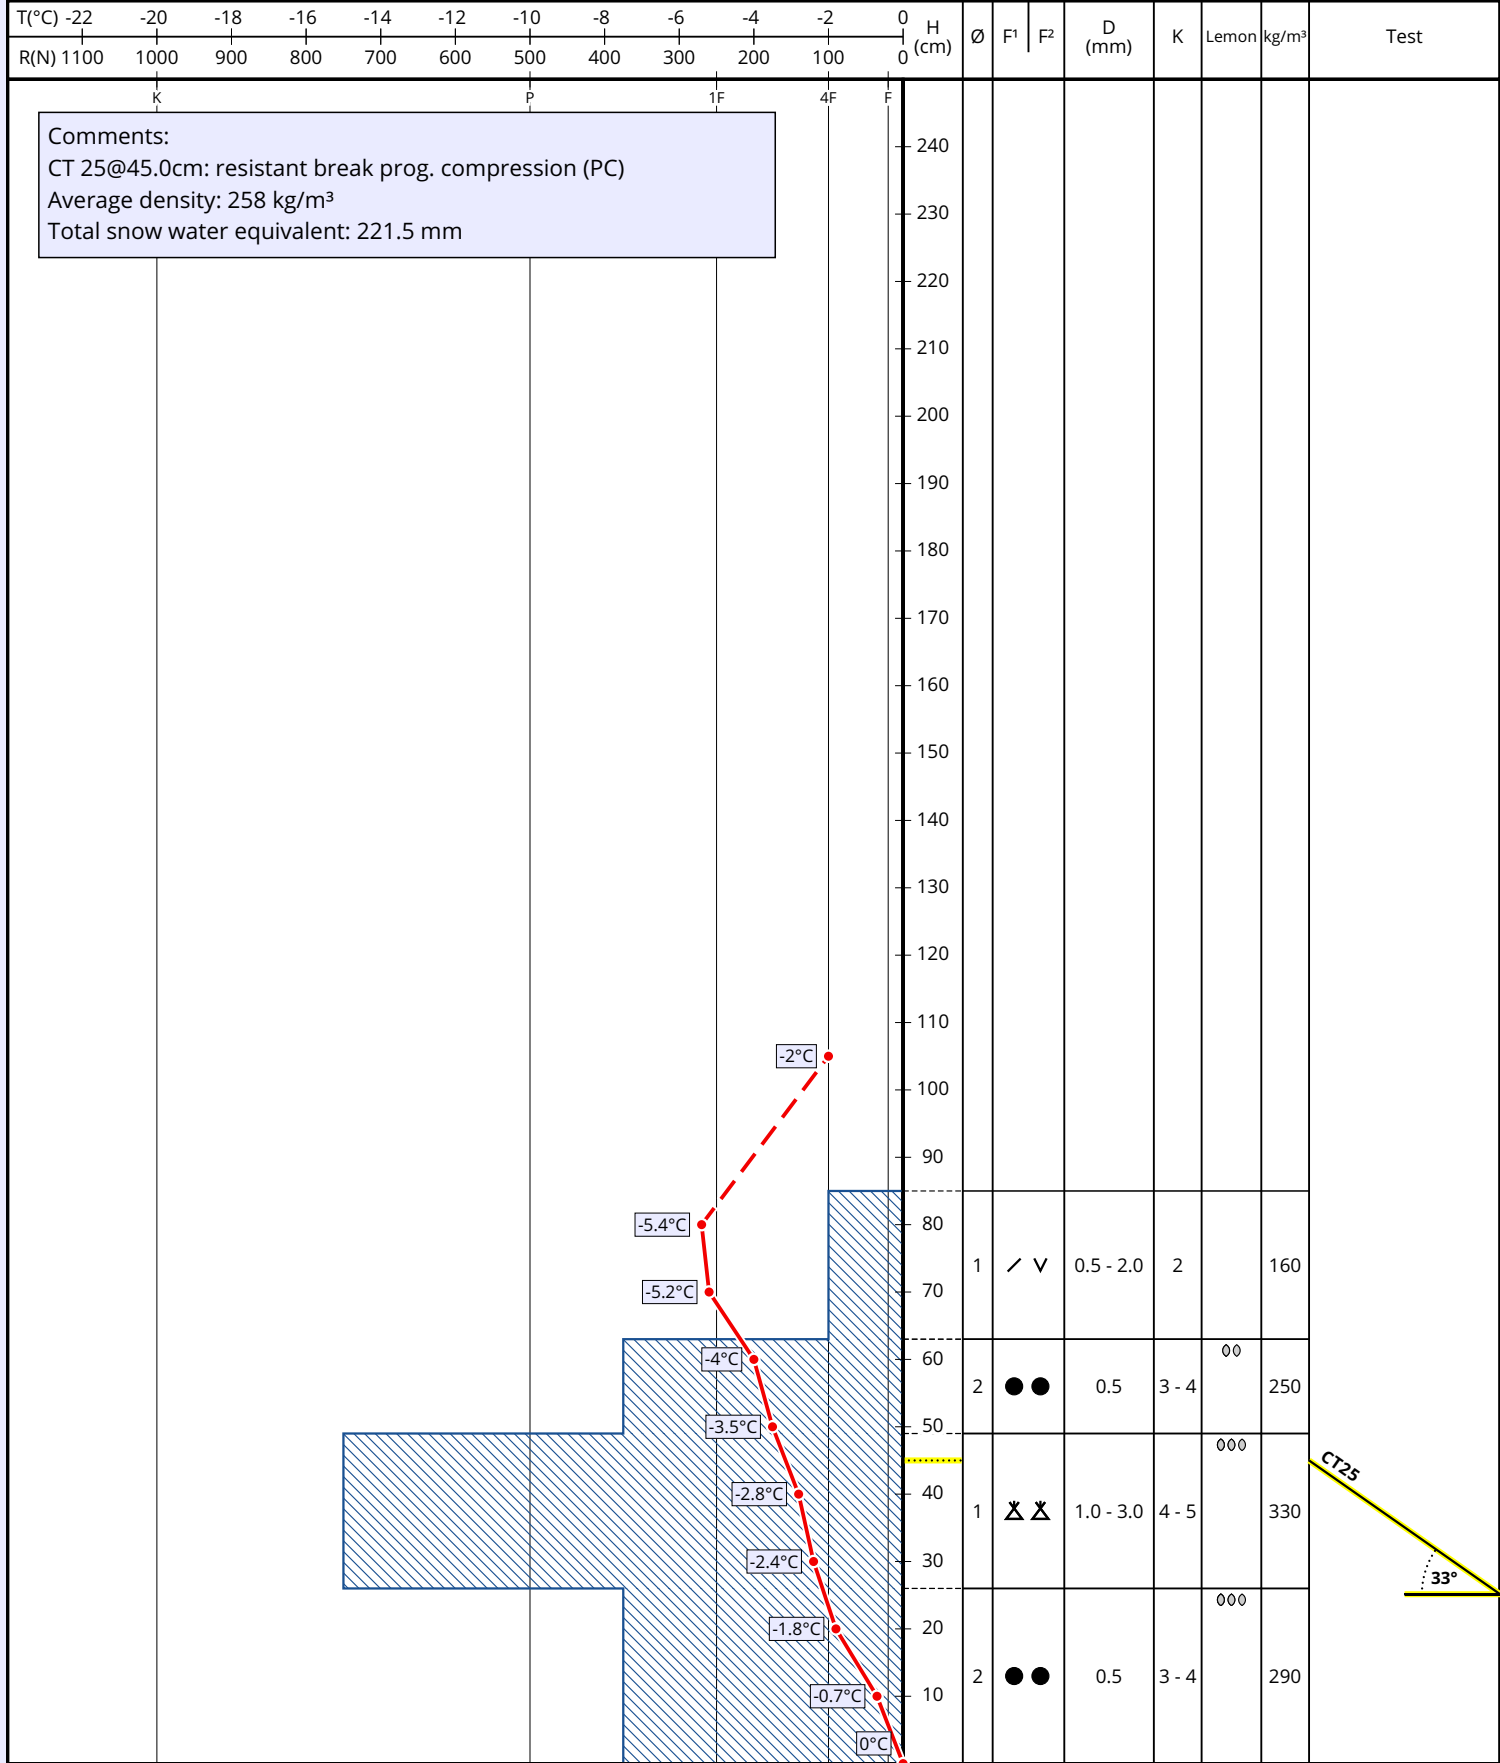 T(°C) -22 -20 -18 -16 -14 -12 -10 -8 -6 -4 -2 0
R(N) 1100 1000 900 800 700 600 500 400 300 200 100 0
H (cm) Ø F¹ F² D (mm) K Lemon kg/m³ Test
K P 1F 4F F
Comments:
CT 25@45.0cm: resistant break prog. compression (PC)
Average density: 258 kg/m³
Total snow water equivalent: 221.5 mm
240
230
220
210
200
190
180
170
160
150
140
130
120
110
-2°C
100
90
-5.4°C 80
1 0.5 - 2.0 2 160
-5.2°C 70
-4°C 60
2 0.5 3 - 4 250
-3.5°C 50
CT25
-2.8°C 40
1 1.0 - 3.0 4 - 5 330
-2.4°C 30
33°
-1.8°C 20
2 0.5 3 - 4 290
-0.7°C 10
0°C